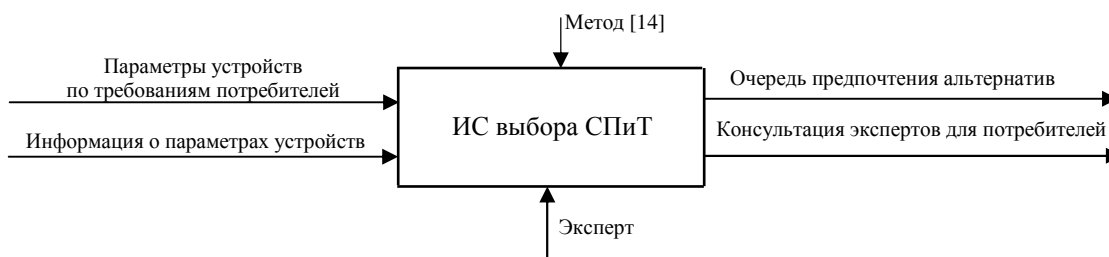 Метод [14]
Параметры устройств
по требованиям потребителей
Информация о параметрах устройств
ИС выбора СПиТ
Очередь предпочтения альтернатив
Консультация экспертов для потребителей
Эксперт